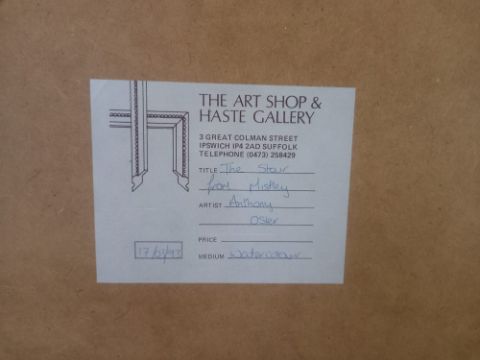 THE ART SHOP &
HASTE GALLERY
3 GREAT COLMAN STREET
IPSWICH IP4 2AD SUFFOLK
TELEPHONE (0473) 258429
TITLE The Stour
from Mistley
ARTIST Anthony
Osler
PRICE
MEDIUM Watercolour